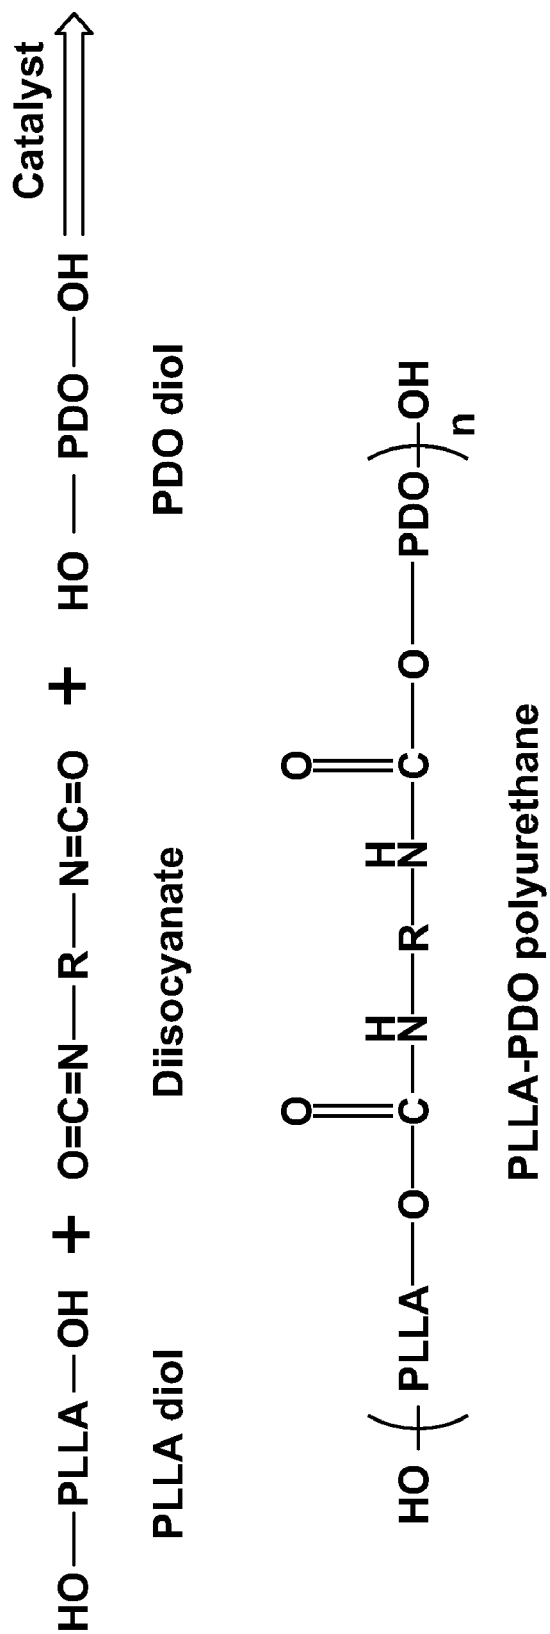 HO—PLLA—OH + O=C=N—R—N=C=O + HO—PDO—OH Catalyst
PLLA diol Diisocyanate PDO diol
O O
H H
HO—(PLLA—O—C—N—R—N—C—O—PDO)—OH
n
PLLA-PDO polyurethane